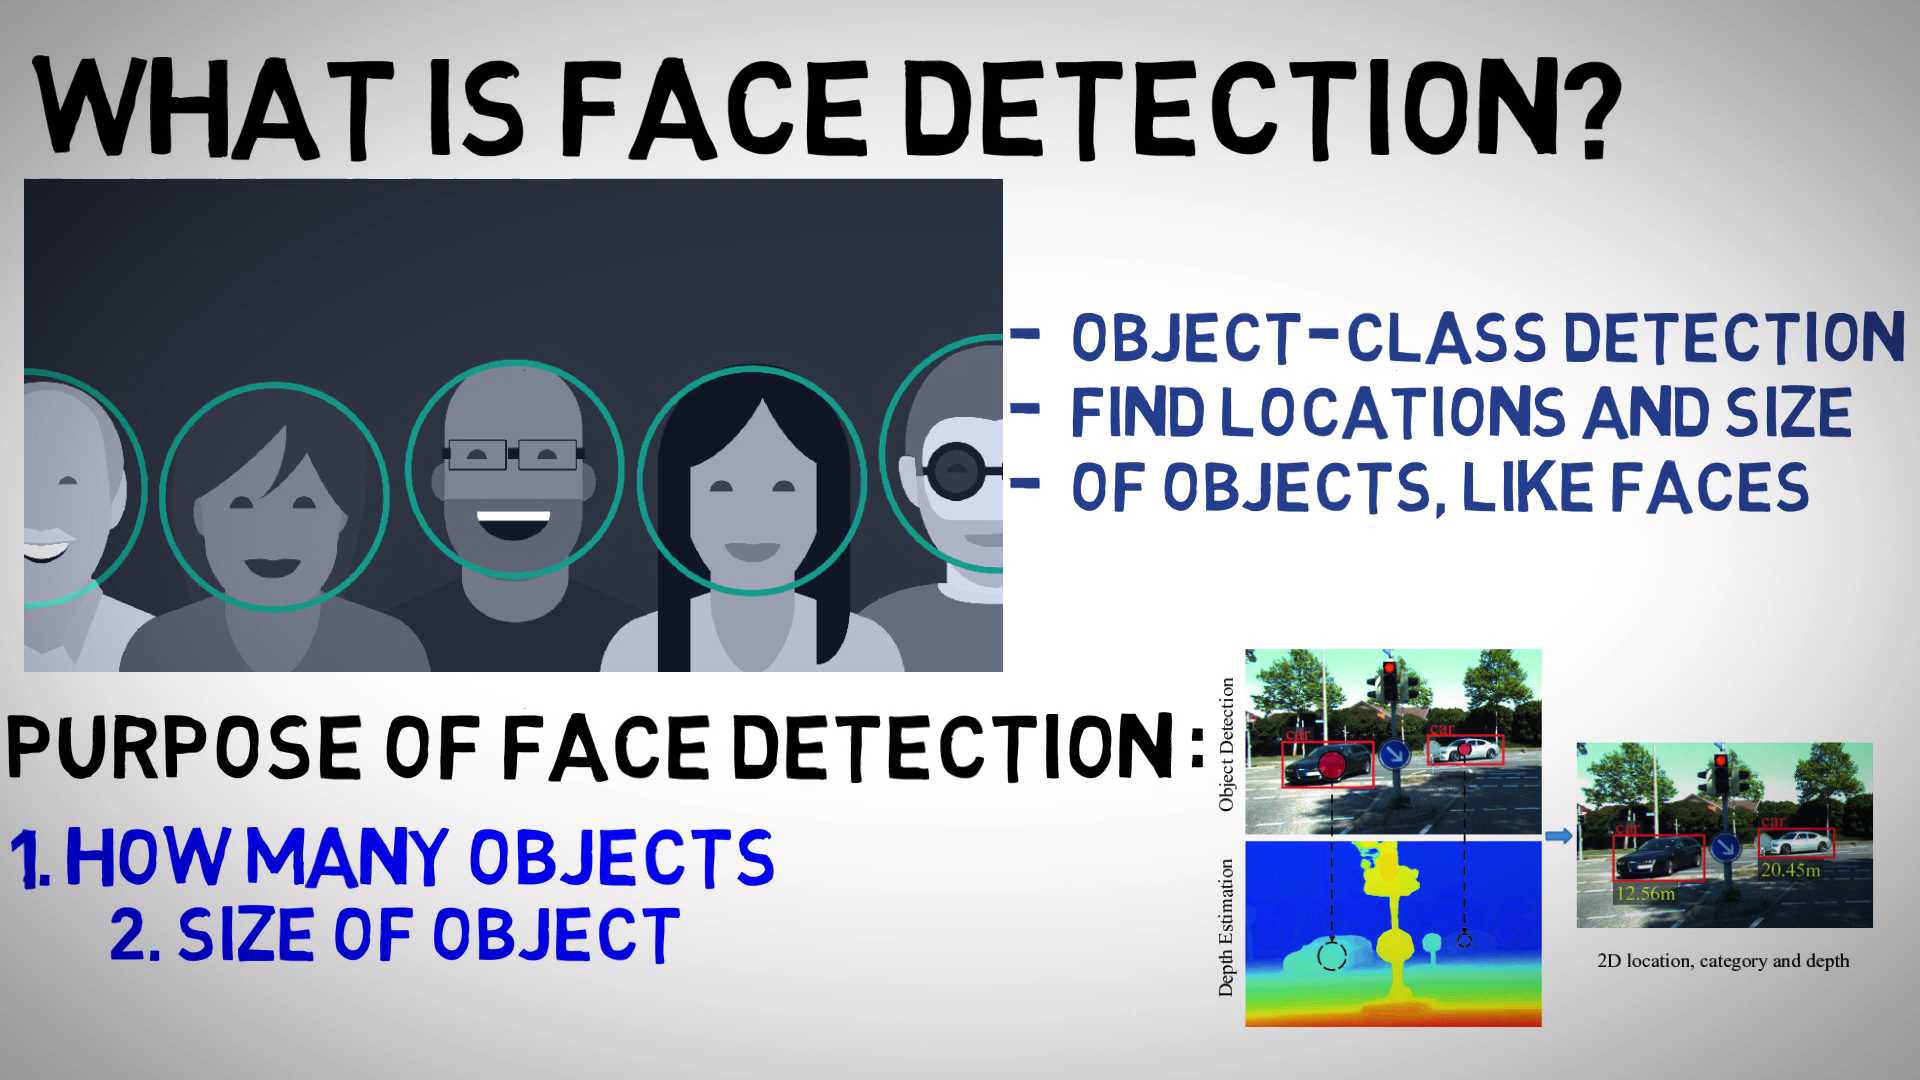 WHAT IS FACE DETECTION?
- OBJECT-CLASS DETECTION
- FIND LOCATIONS AND SIZE
- OF OBJECTS, LIKE FACES
PURPOSE OF FACE DETECTION:
1. HOW MANY OBJECTS
2. SIZE OF OBJECT
Object Detection
car
car
Depth Estimation
car
car
20.45m
12.56m
2D location, category and depth